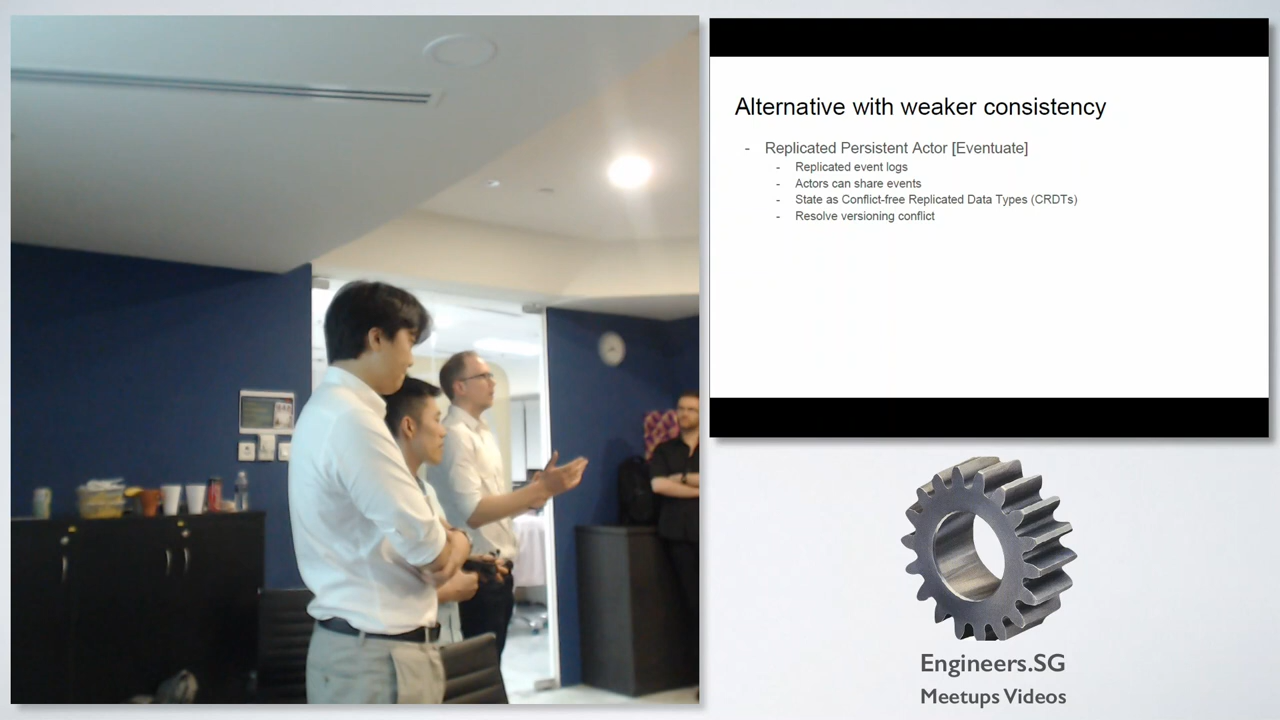 Alternative with weaker consistency
- Replicated Persistent Actor [Eventuate]
- Replicated event logs
- Actors can share events
- State as Conflict-free Replicated Data Types (CRDTs)
- Resolve versioning conflict
Engineers.SG
Meetups Videos